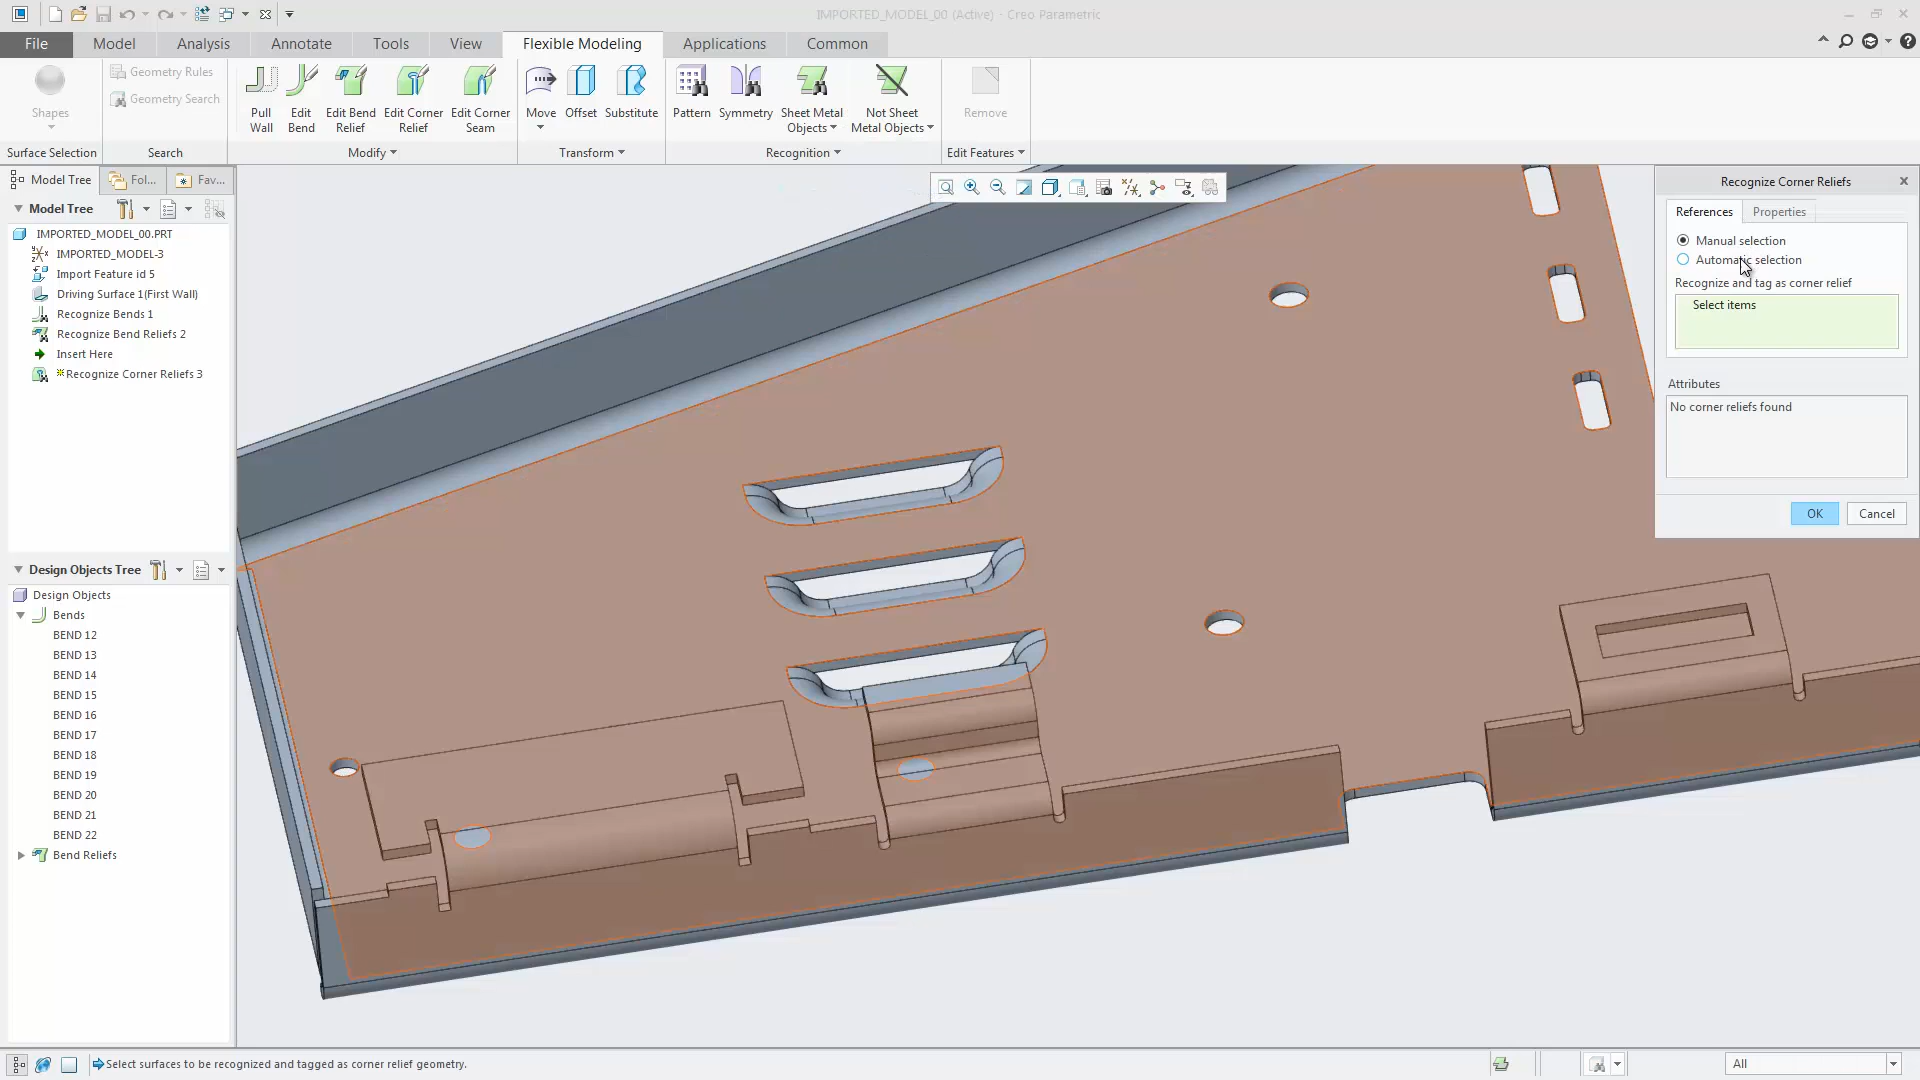 IMPORTED_MODEL_00 (Active) - Creo Parametric
File
Model
Analysis
Annotate
Tools
View
Flexible Modeling
Applications
Common
Shapes
Geometry Rules
Geometry Search
Pull
Wall
Edit
Bend
Edit Bend
Relief
Edit Corner
Relief
Edit Corner
Seam
Move
Offset
Substitute
Pattern
Symmetry
Sheet Metal
Objects
Not Sheet
Metal Objects
Remove
Surface Selection
Search
Modify
Transform
Recognition
Edit Features
Model Tree
Fol...
Fav...
Model Tree
IMPORTED_MODEL_00.PRT
IMPORTED_MODEL-3
Import Feature id 5
Driving Surface 1(First Wall)
Recognize Bends 1
Recognize Bend Reliefs 2
Insert Here
Recognize Corner Reliefs 3
Design Objects Tree
Design Objects
Bends
BEND 12
BEND 13
BEND 14
BEND 15
BEND 16
BEND 17
BEND 18
BEND 19
BEND 20
BEND 21
BEND 22
Bend Reliefs
Recognize Corner Reliefs
References
Properties
Manual selection
Automatic selection
Recognize and tag as corner relief
Select items
Attributes
No corner reliefs found
OK
Cancel
Select surfaces to be recognized and tagged as corner relief geometry.
All